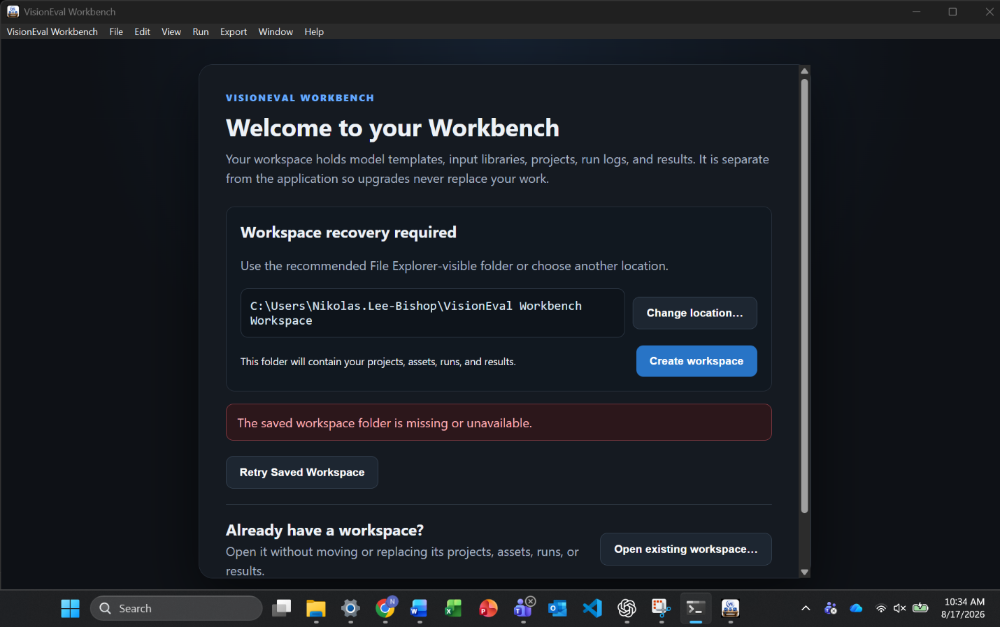 VisionEval Workbench
VisionEval Workbench File Edit View Run Export Window Help
VISIONEVAL WORKBENCH
Welcome to your Workbench
Your workspace holds model templates, input libraries, projects, run logs, and results. It is separate
from the application so upgrades never replace your work.
Workspace recovery required
Use the recommended File Explorer-visible folder or choose another location.
C:\Users\Nikolas.Lee-Bishop\VisionEval Workbench
Workspace
Change location...
This folder will contain your projects, assets, runs, and results.
Create workspace
The saved workspace folder is missing or unavailable.
Retry Saved Workspace
Already have a workspace?
Open it without moving or replacing its projects, assets, runs, or
results.
Open existing workspace...
Search
10:34 AM
8/17/2026